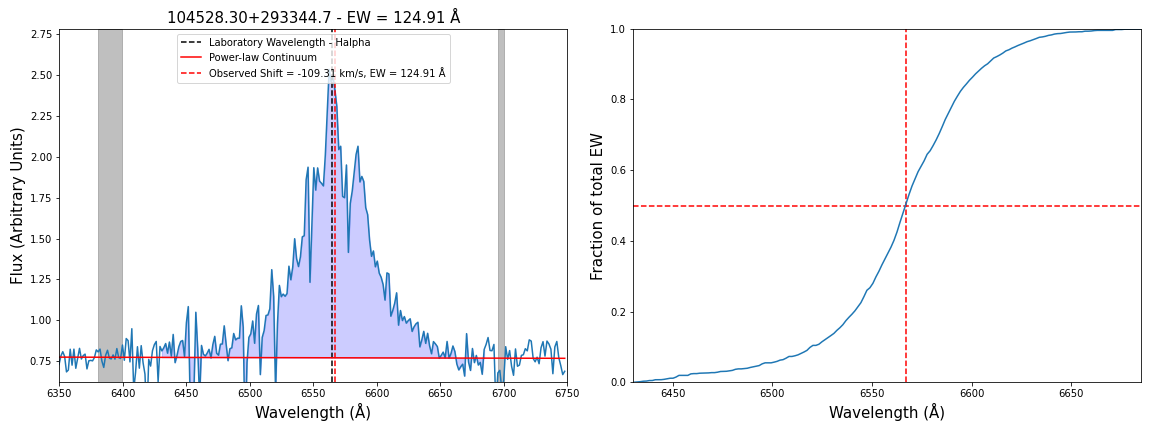 104528.30+293344.7 - EW = 124.91 Å
Laboratory Wavelength - Halpha
Power-law Continuum
Observed Shift = -109.31 km/s, EW = 124.91 Å
Flux (Arbitrary Units)
2.75
2.50
2.25
2.00
1.75
1.50
1.25
1.00
0.75
6350 6400 6450 6500 6550 6600 6650 6700 6750
Wavelength (Å)
Fraction of total EW
1.0
0.8
0.6
0.4
0.2
0.0
6450 6500 6550 6600 6650
Wavelength (Å)